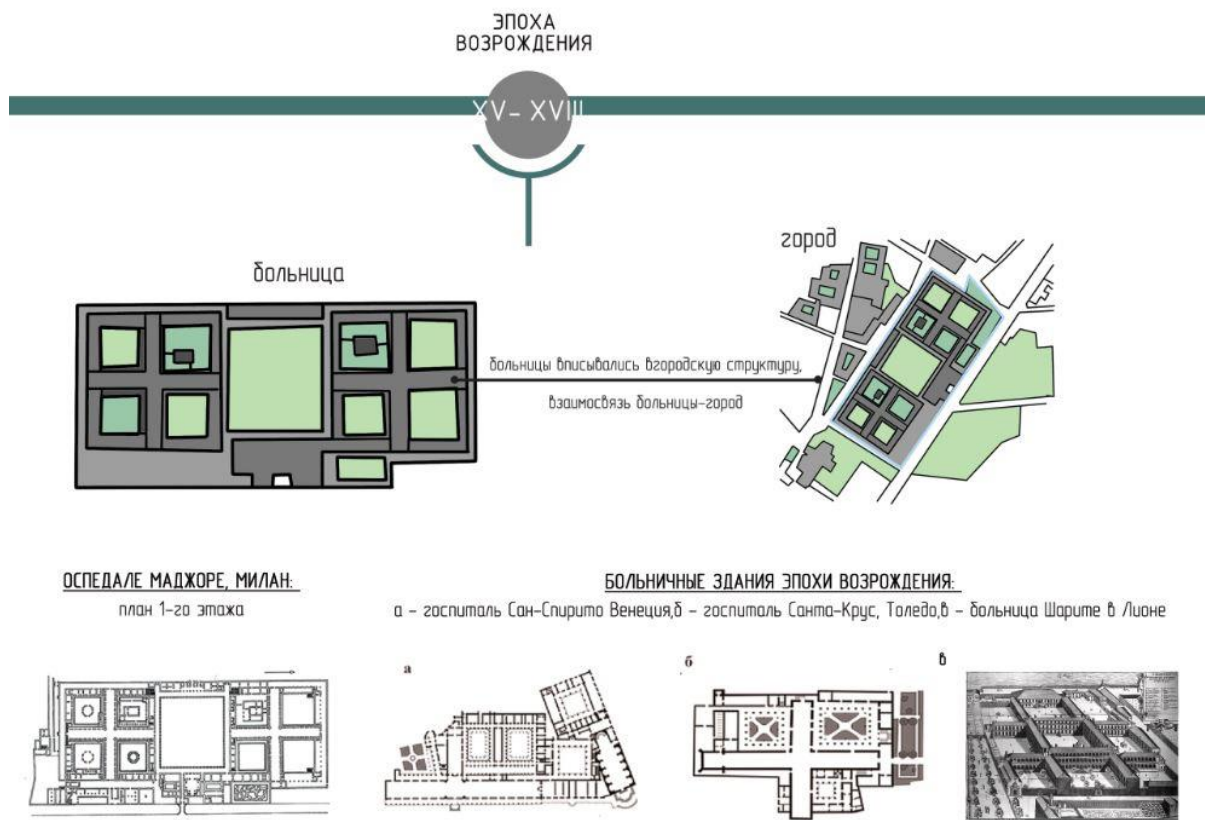 ЭПОХА
ВОЗРОЖДЕНИЯ
XV- XVIII
больница
город
больницы вписывались вгородскую структуру,
взаимосвязь больницы-город
ОСПЕДАЛЕ МАДЖОРЕ, МИЛАН:
план 1-го этажа
БОЛЬНИЧНЫЕ ЗДАНИЯ ЭПОХИ ВОЗРОЖДЕНИЯ:
а - госпиталь Сан-Спирито Венеция,б - госпиталь Санта-Крус, Толедо,в - больница Шарите в Лионе
а
б
в